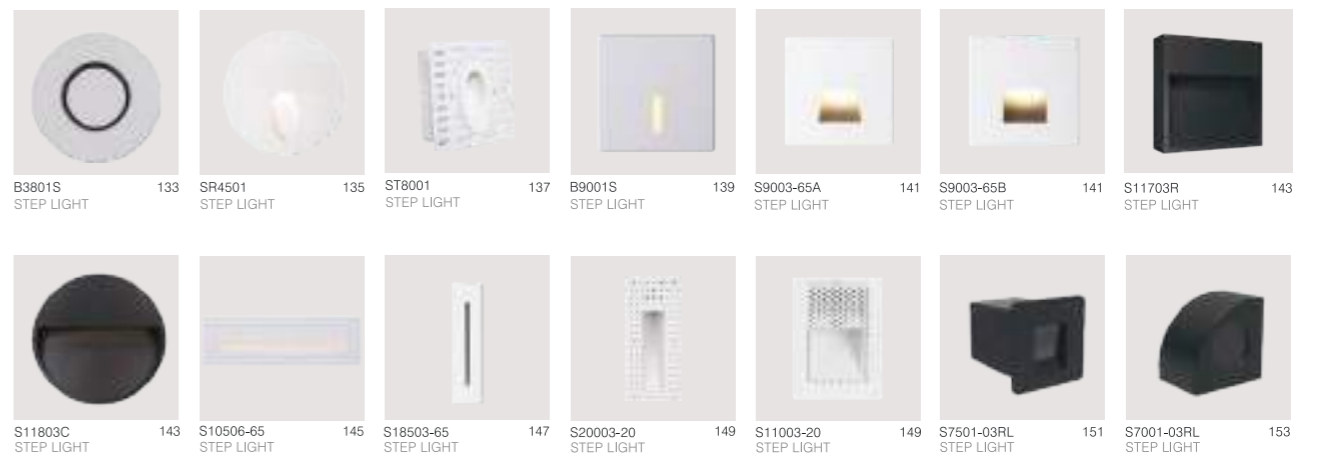 B3801S 133
STEP LIGHT
SR4501 135
STEP LIGHT
ST8001 137
STEP LIGHT
B9001S 139
STEP LIGHT
S9003-65A 141
STEP LIGHT
S9003-65B 141
STEP LIGHT
S11703R 143
STEP LIGHT
S11803C 143
STEP LIGHT
S10506-65 145
STEP LIGHT
S18503-65 147
STEP LIGHT
S20003-20 149
STEP LIGHT
S11003-20 149
STEP LIGHT
S7501-03RL 151
STEP LIGHT
S7001-03RL 153
STEP LIGHT